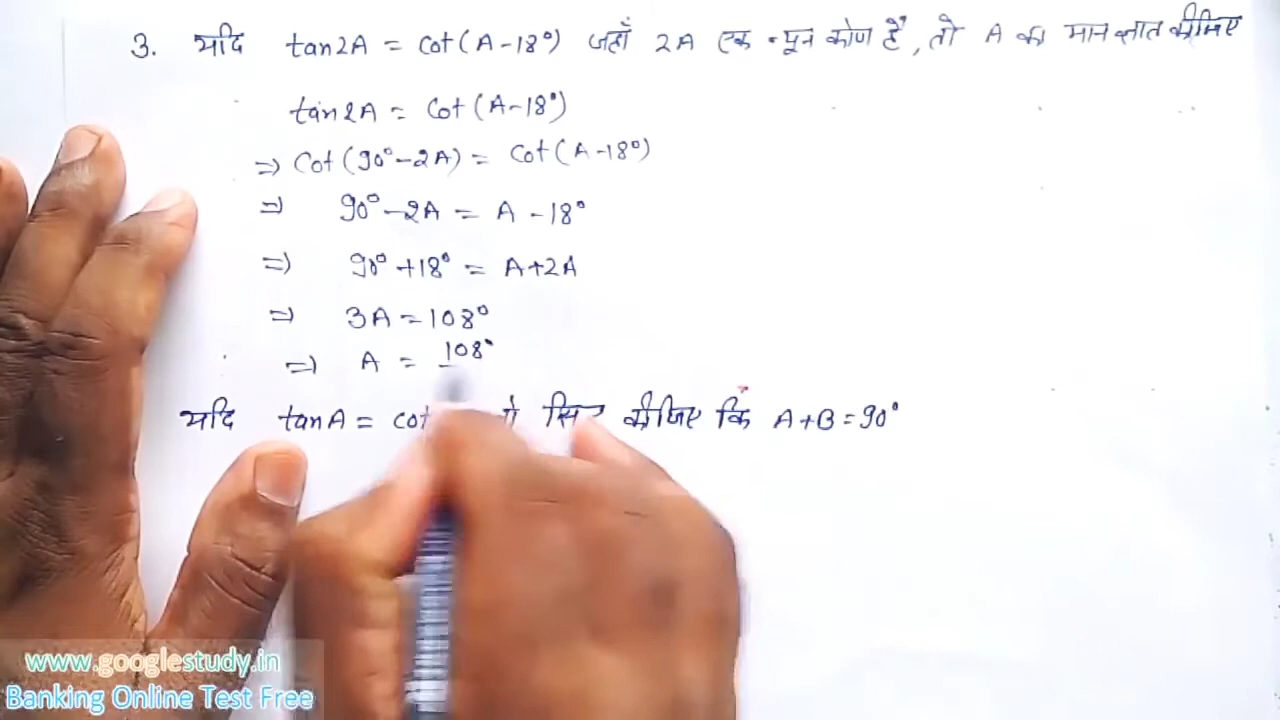 3. यदि tan2A = cot(A-18°) जहाँ 2A एक न्यून कोण है, तो A का मान ज्ञात कीजिए
tan2A = cot(A-18°)
⇒ cot(90°-2A) = cot(A-18°)
⇒ 90°-2A = A-18°
⇒ 90°+18° = A+2A
⇒ 3A = 108°
⇒ A = 108°
यदि tanA = cot कीजिए कि A+B=90°
www.googlestudy.in
Banking Online Test Free